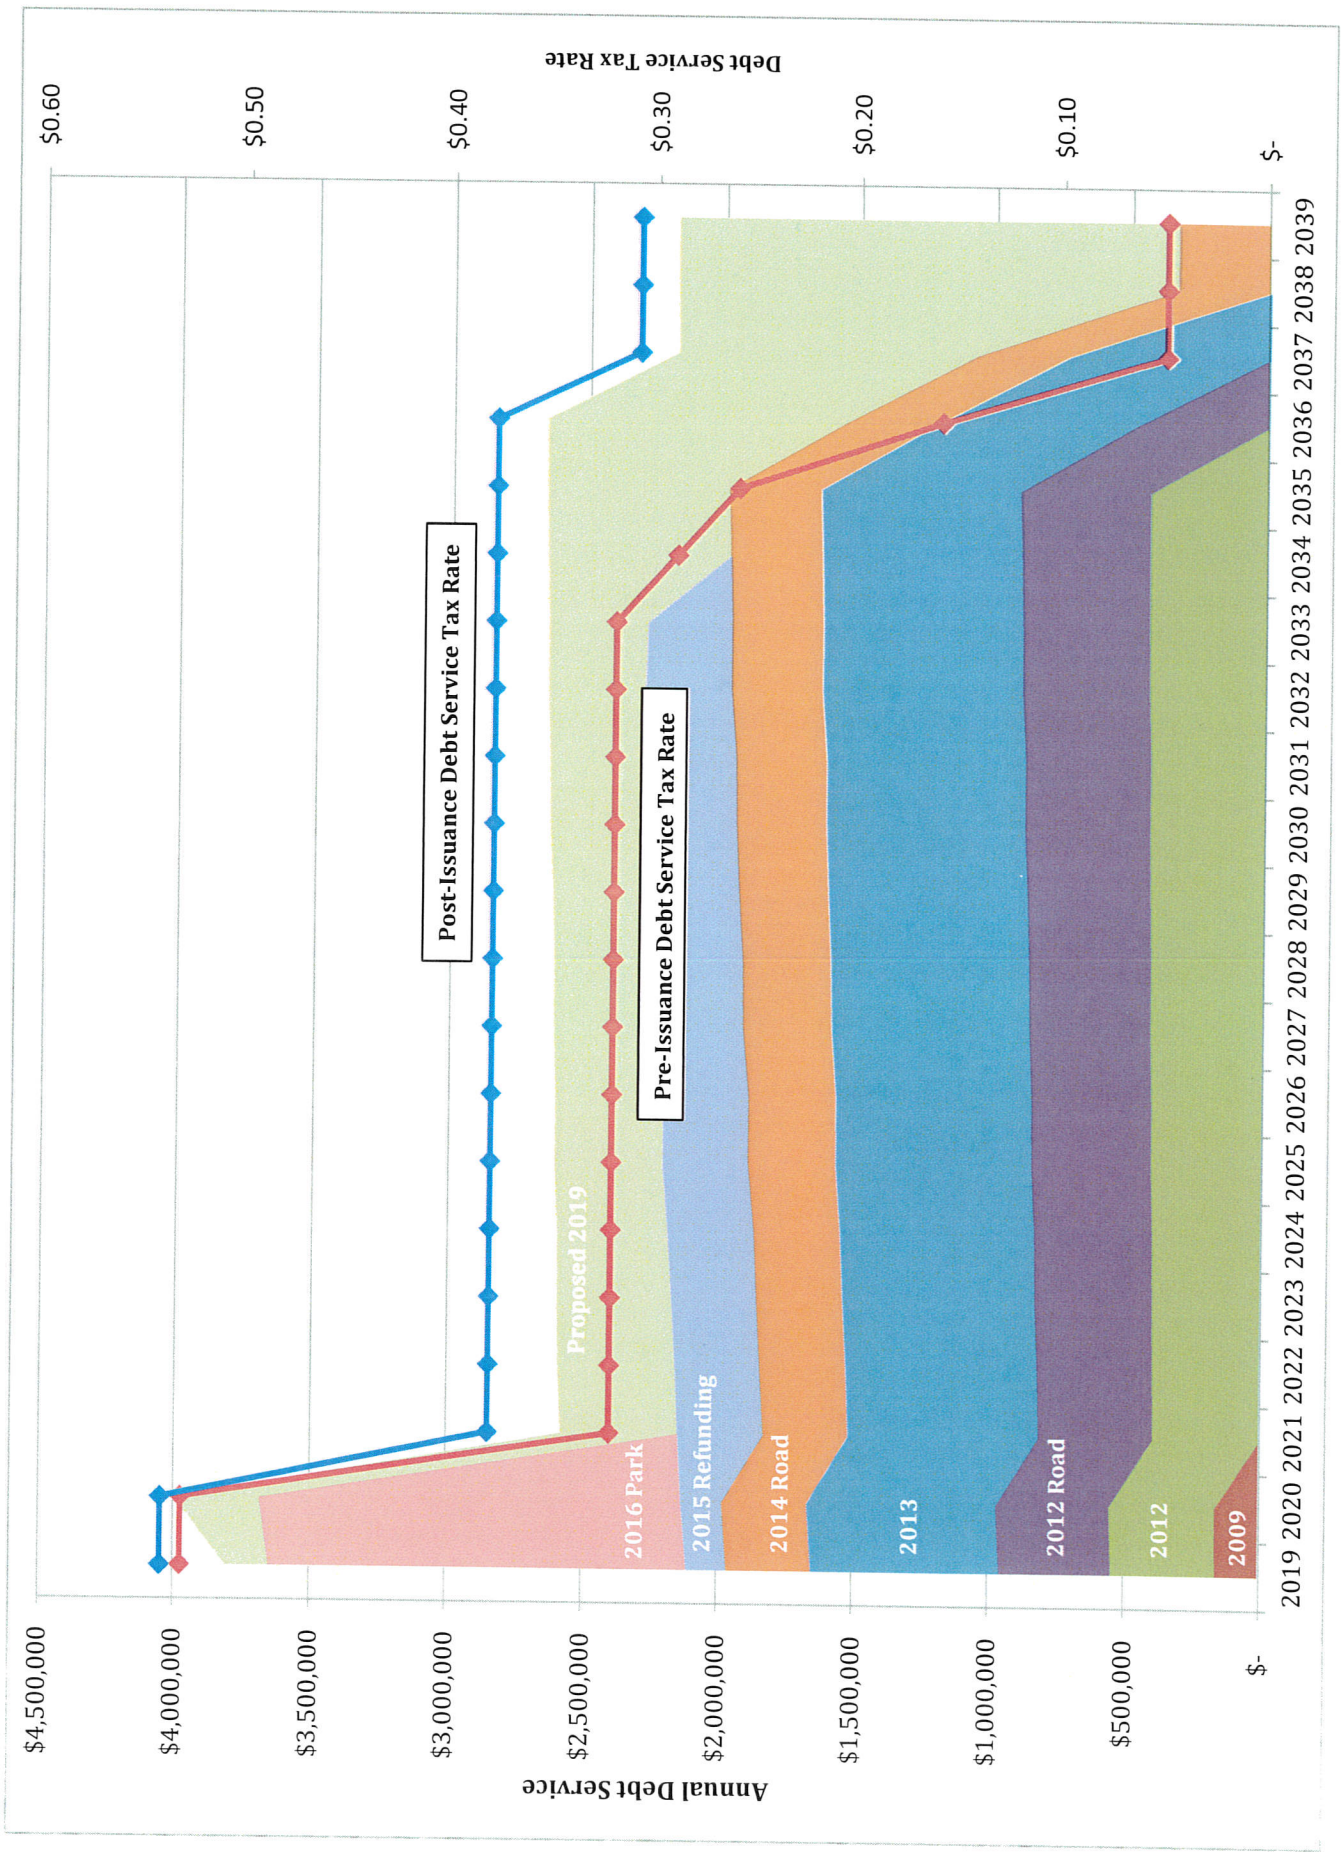 $4,500,000
$4,000,000
$3,500,000
$3,000,000
$2,500,000
$2,000,000
$1,500,000
$1,000,000
$500,000
$-
Annual Debt Service
$0.60
$0.50
$0.40
$0.30
$0.20
$0.10
$-
Debt Service Tax Rate
Post-Issuance Debt Service Tax Rate
Pre-Issuance Debt Service Tax Rate
Proposed 2019
2016 Park
2015 Refunding
2014 Road
2013
2012 Road
2012
2009
2019 2020 2021 2022 2023 2024 2025 2026 2027 2028 2029 2030 2031 2032 2033 2034 2035 2036 2037 2038 2039